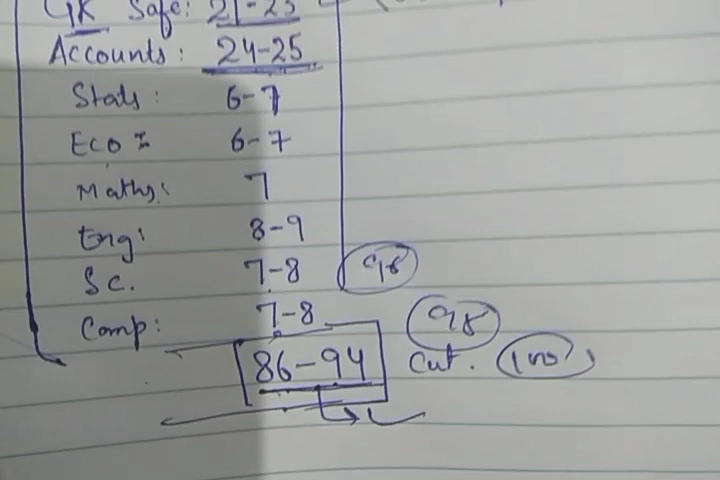 GK Safe: 21-23
Accounts: 24-25
Stats: 6-7
Eco: 6-7
Maths: 7
Eng: 8-9
Sc. 7-8 98
Comp: 7-8 98
86-94 Cut. 100